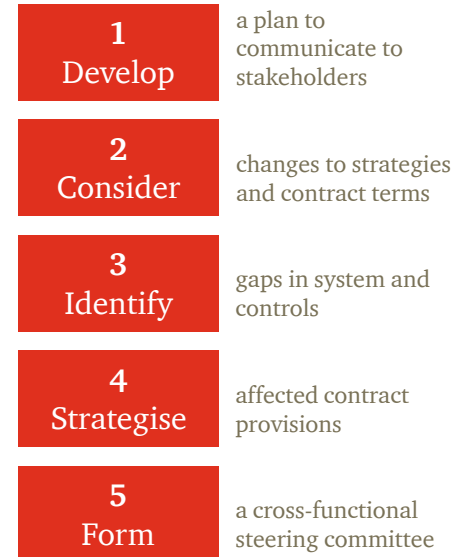 1
Develop
a plan to
communicate to
stakeholders
2
Consider
changes to strategies
and contract terms
3
Identify
gaps in system and
controls
4
Strategise
affected contract
provisions
5
Form
a cross-functional
steering committee